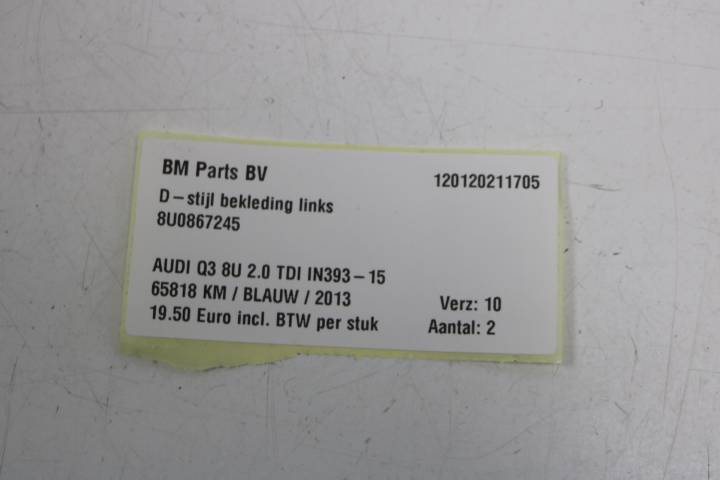 BM Parts BV 120120211705
D-stijl bekleding links
8U0867245
AUDI Q3 8U 2.0 TDI IN393-15
65818 KM / BLAUW / 2013 Verz: 10
19.50 Euro incl. BTW per stuk Aantal: 2